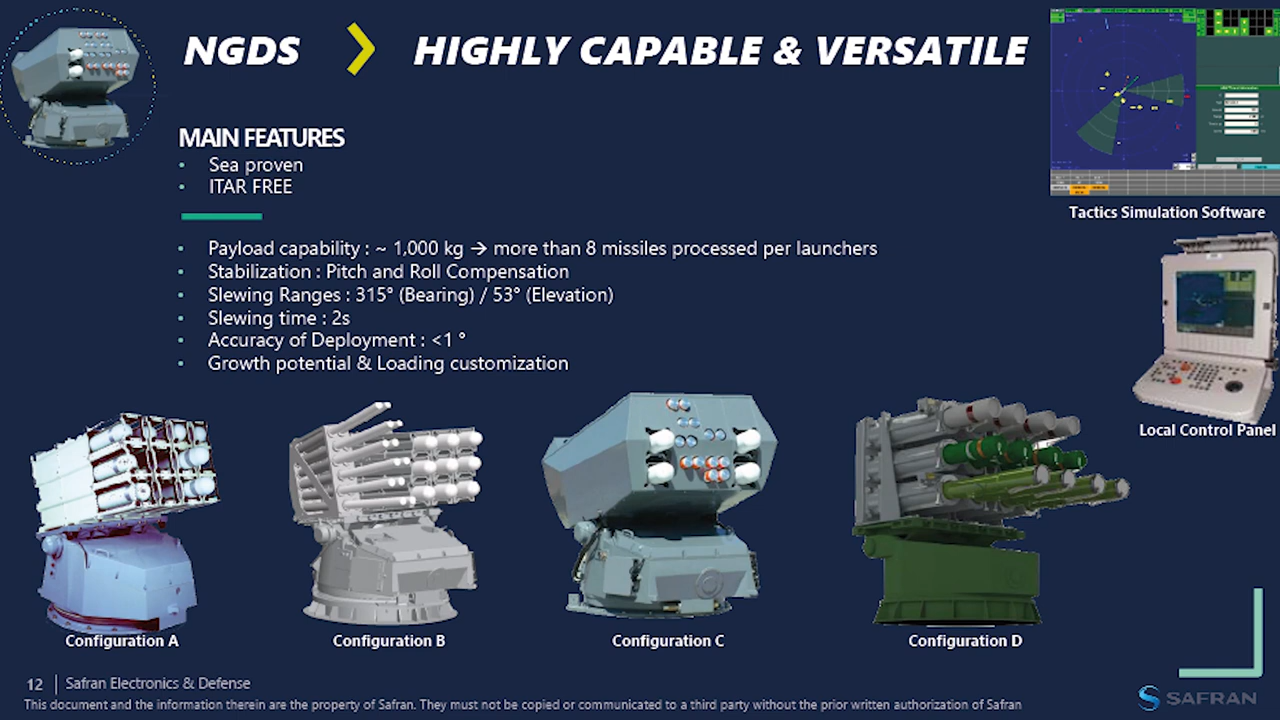 NGDS
HIGHLY CAPABLE & VERSATILE
MAIN FEATURES
• Sea proven
• ITAR FREE
• Payload capability : ~ 1,000 kg → more than 8 missiles processed per launchers
• Stabilization : Pitch and Roll Compensation
• Slewing Ranges : 315° (Bearing) / 53° (Elevation)
• Slewing time : 2s
• Accuracy of Deployment : <1 °
• Growth potential & Loading customization
Tactics Simulation Software
Local Control Panel
Configuration A
Configuration B
Configuration C
Configuration D
12 | Safran Electronics & Defense
This document and the information therein are the property of Safran. They must not be copied or communicated to a third party without the prior written authorization of Safran
SAFRAN